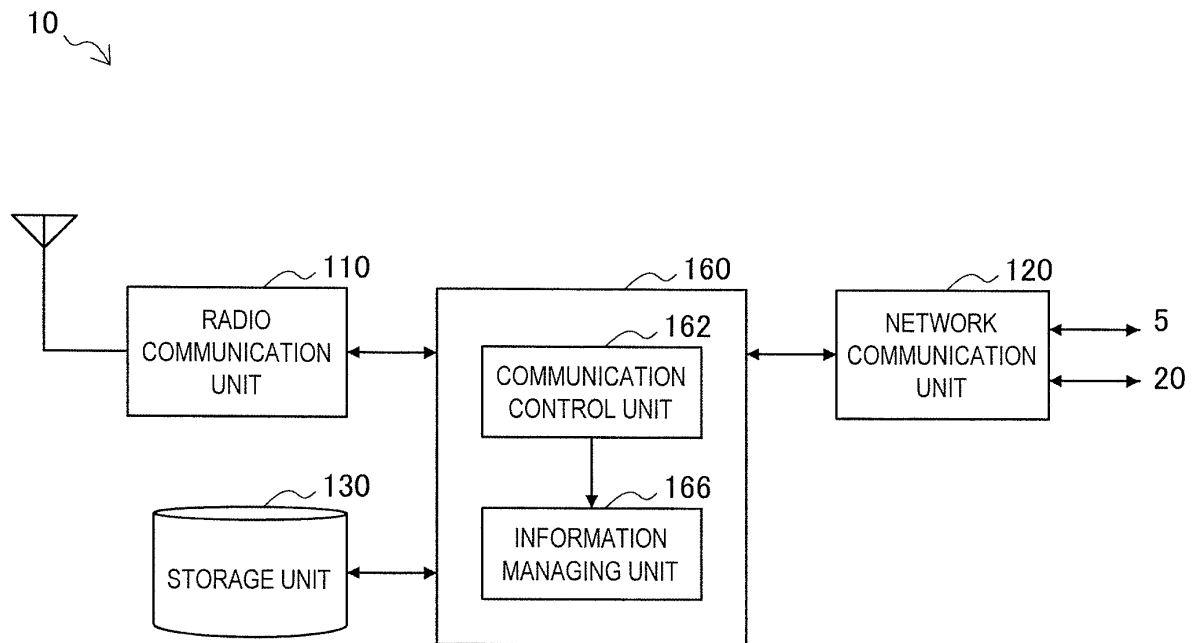 10
110
RADIO
COMMUNICATION
UNIT
160
162
COMMUNICATION
CONTROL UNIT
120
NETWORK
COMMUNICATION
UNIT
5
20
130
STORAGE UNIT
166
INFORMATION
MANAGING UNIT